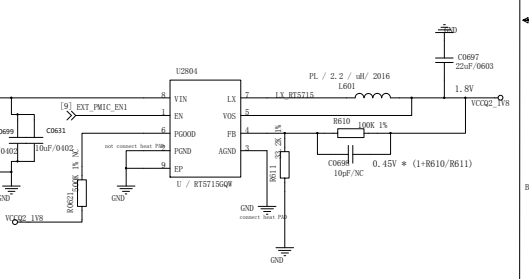 GND
C0697
22uF/0603
U2804
PL / 2.2 / uH/ 2016
L601
1.8V
8 VIN LX 7 LX_RT5715
VCCQ2_1V8
[9] EXT_PMIC_EN1
1 EN VOS 5
R610 100K 1%
C0631
10uF/0402
6 PGOOD FB 4
not connect heat PAD
PGND AGND 3
9 EP
R611 33.2K 1%
C0698
10pF/NC
0.45V * (1+R610/R611)
U / RT5715GQW
R0621 500K 1% NC
GND
GND
connect heat PAD
VCCQ2_1V8
GND